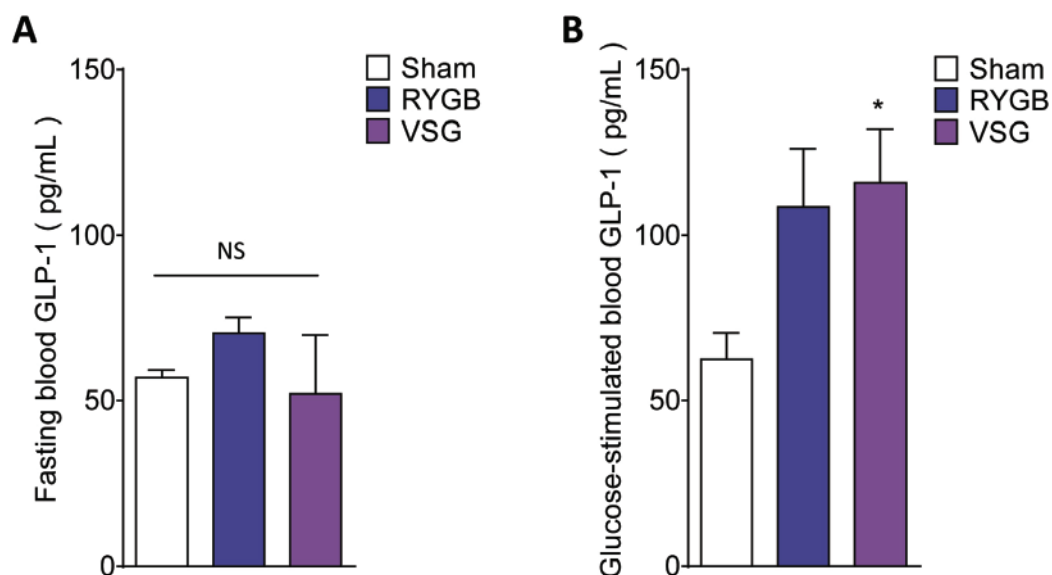 A
Fasting blood GLP-1 ( pg/mL )
150
100
50
0
NS
Sham
RYGB
VSG
B
Glucose-stimulated blood GLP-1 ( pg/mL )
150
100
50
0
*
Sham
RYGB
VSG